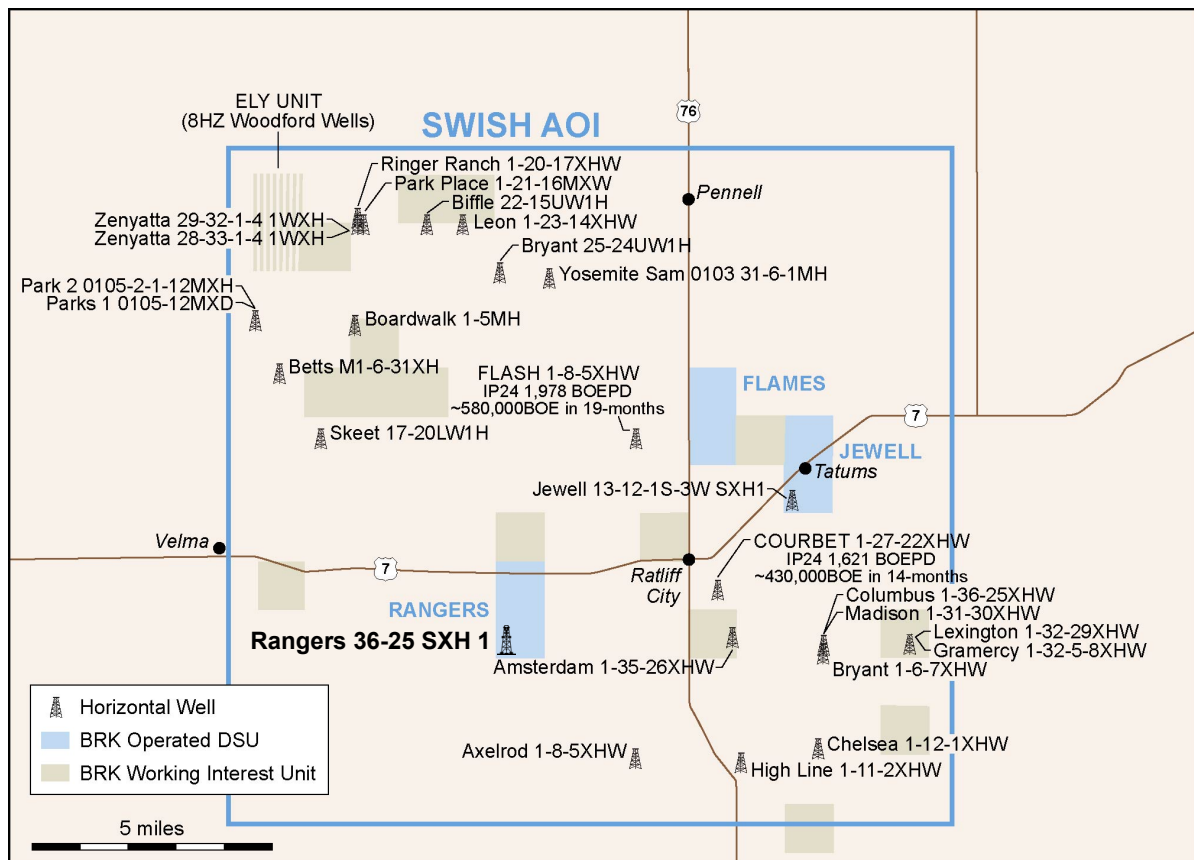 ELY UNIT
(8HZ Woodford Wells)
SWISH AOI
76
Ringer Ranch 1-20-17XHW
Park Place 1-21-16MXW
Biffle 22-15UW1H
Leon 1-23-14XHW
Pennell
Zenyatta 29-32-1-4 1WXH
Zenyatta 28-33-1-4 1WXH
Bryant 25-24UW1H
Yosemite Sam 0103 31-6-1MH
Park 2 0105-2-1-12MXH
Parks 1 0105-12MXD
Boardwalk 1-5MH
Betts M1-6-31XH
FLASH 1-8-5XHW
IP24 1,978 BOEPD
~580,000BOE in 19-months
FLAMES
7
Skeet 17-20LW1H
JEWELL
Tatums
Jewell 13-12-1S-3W SXH1
Velma
7
Ratliff
City
COURBET 1-27-22XHW
IP24 1,621 BOEPD
~430,000BOE in 14-months
Columbus 1-36-25XHW
Madison 1-31-30XHW
RANGERS
Rangers 36-25 SXH 1
Amsterdam 1-35-26XHW
Lexington 1-32-29XHW
Gramercy 1-32-5-8XHW
Bryant 1-6-7XHW
Horizontal Well
BRK Operated DSU
BRK Working Interest Unit
Axelrod 1-8-5XHW
Chelsea 1-12-1XHW
High Line 1-11-2XHW
5 miles